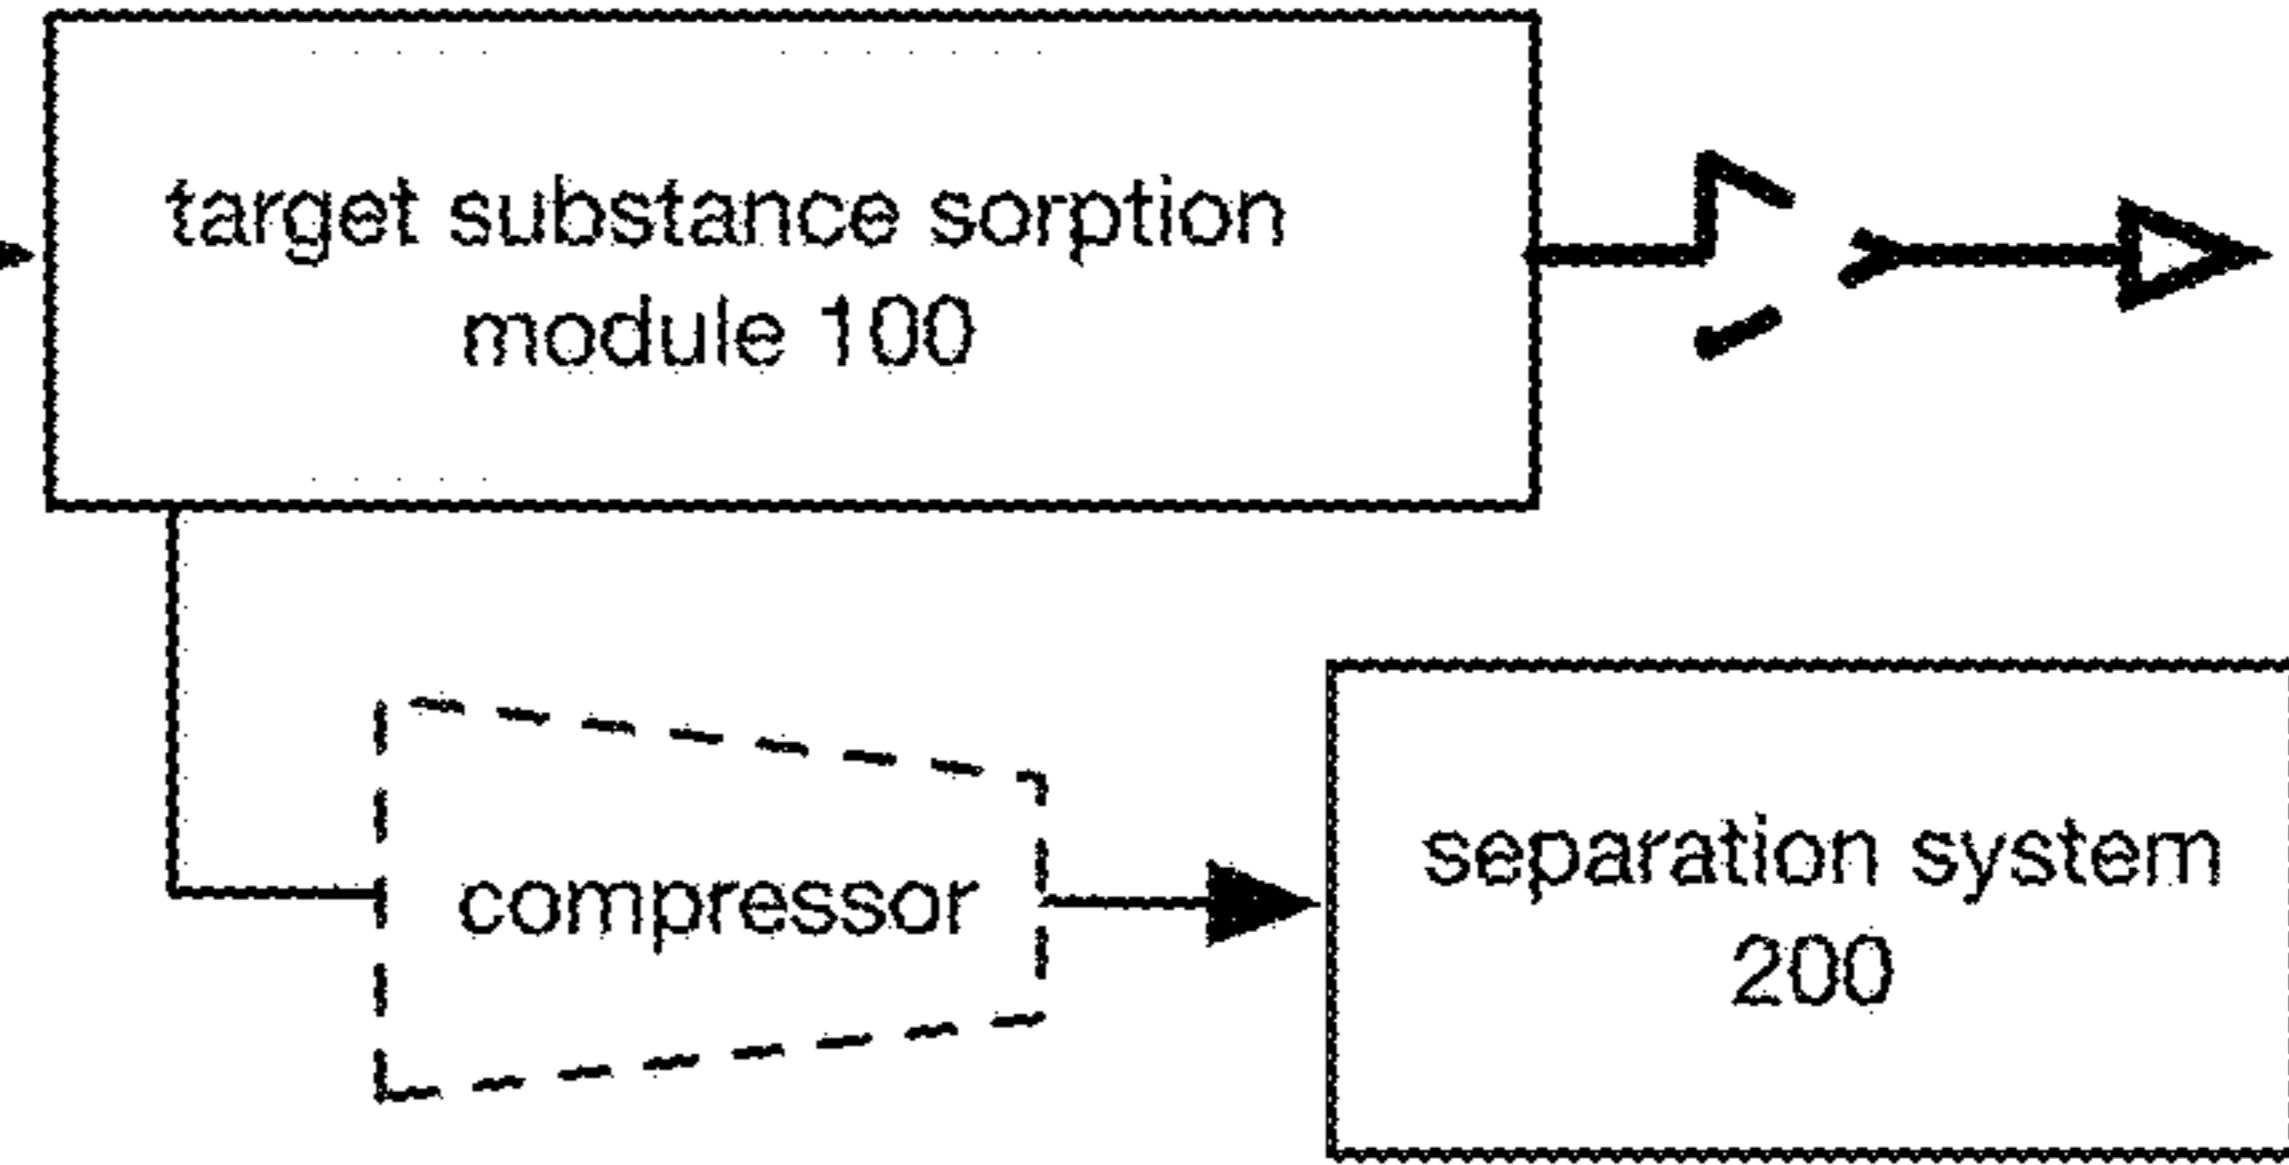 target substance sorption
module 100
compressor
separation system
200